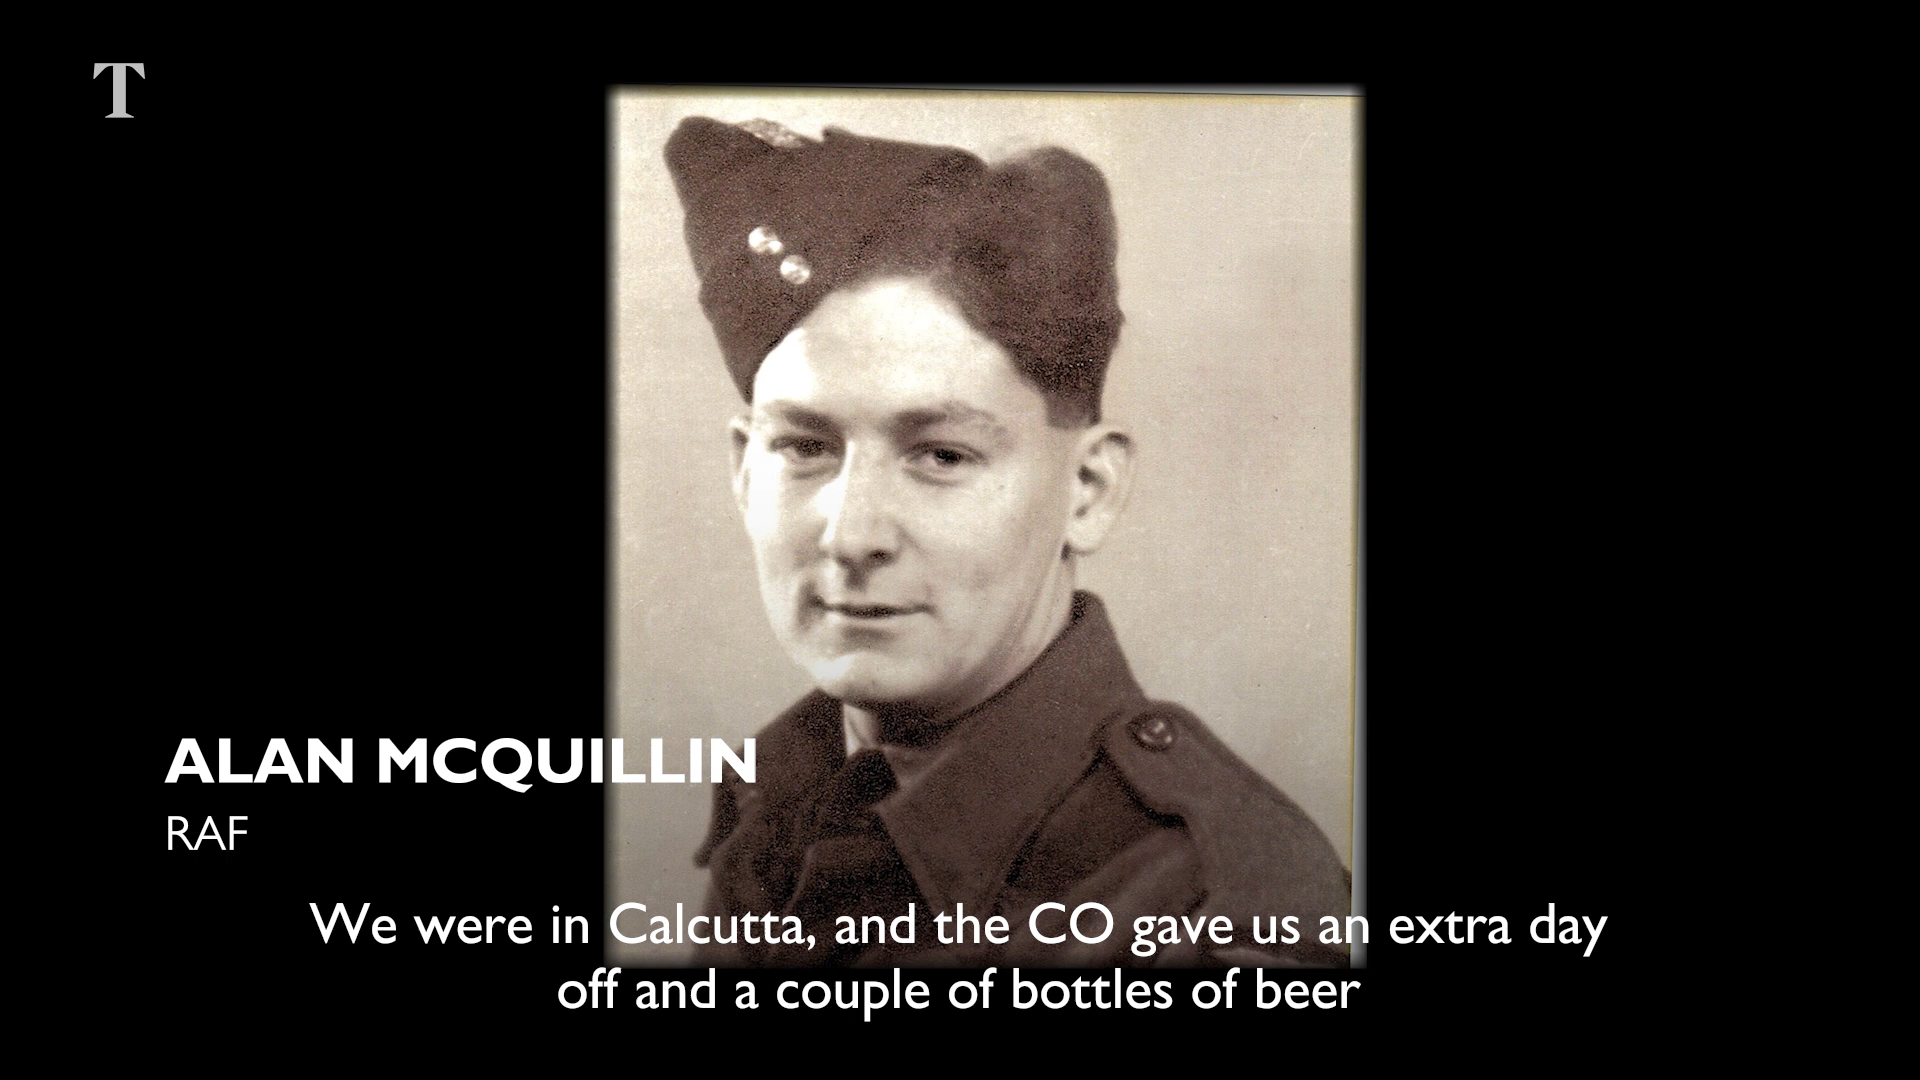 T
ALAN MCQUILLIN
RAF
We were in Calcutta, and the CO gave us an extra day
off and a couple of bottles of beer